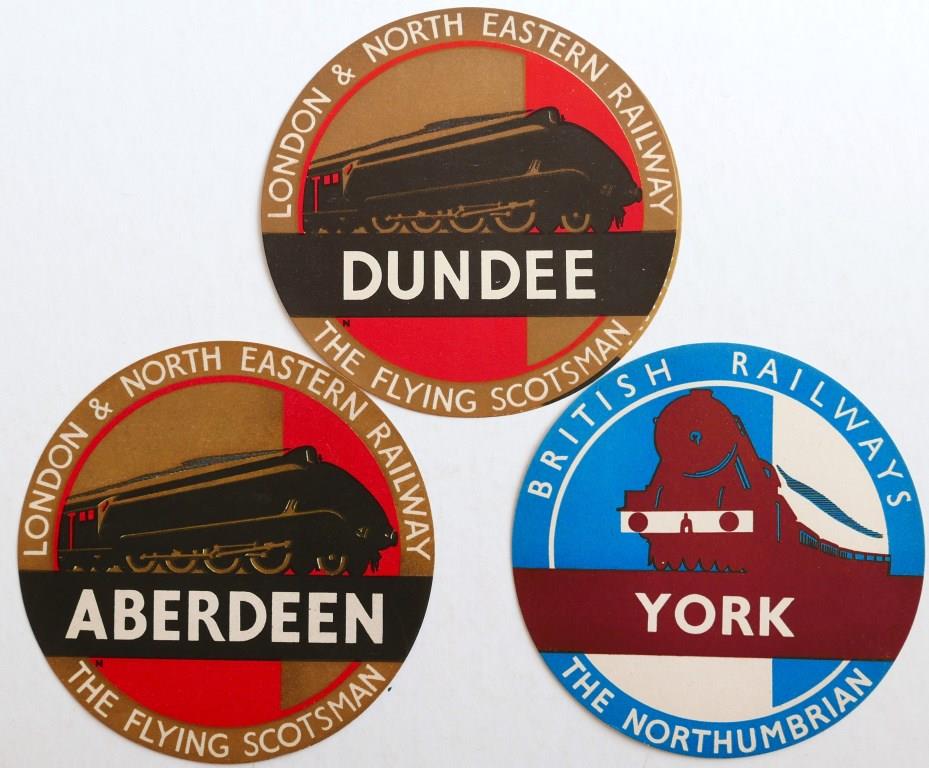 LONDON & NORTH EASTERN RAILWAY
DUNDEE
N
THE FLYING SCOTSMAN
LONDON & NORTH EASTERN RAILWAY
ABERDEEN
N
THE FLYING SCOTSMAN
BRITISH RAILWAYS
YORK
THE NORTHUMBRIAN